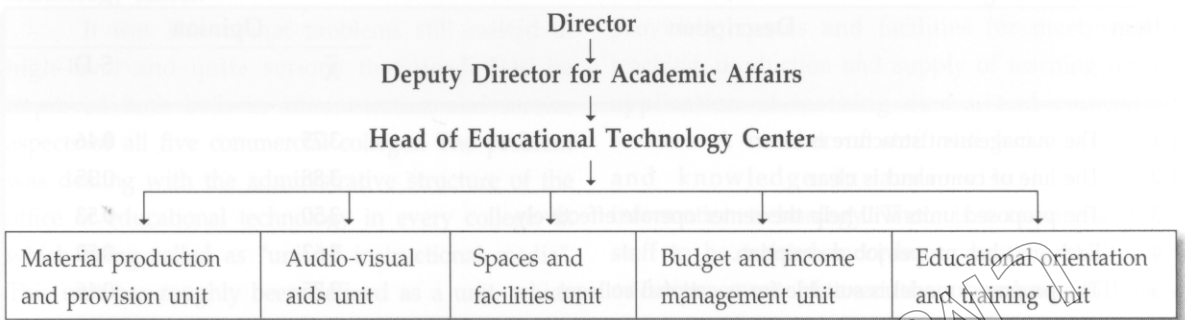 Director
Deputy Director for Academic Affairs
Head of Educational Technology Center
Material production
and provision unit
Audio-visual
aids unit
Spaces and
facilities unit
Budget and income
management unit
Educational orientation
and training Unit